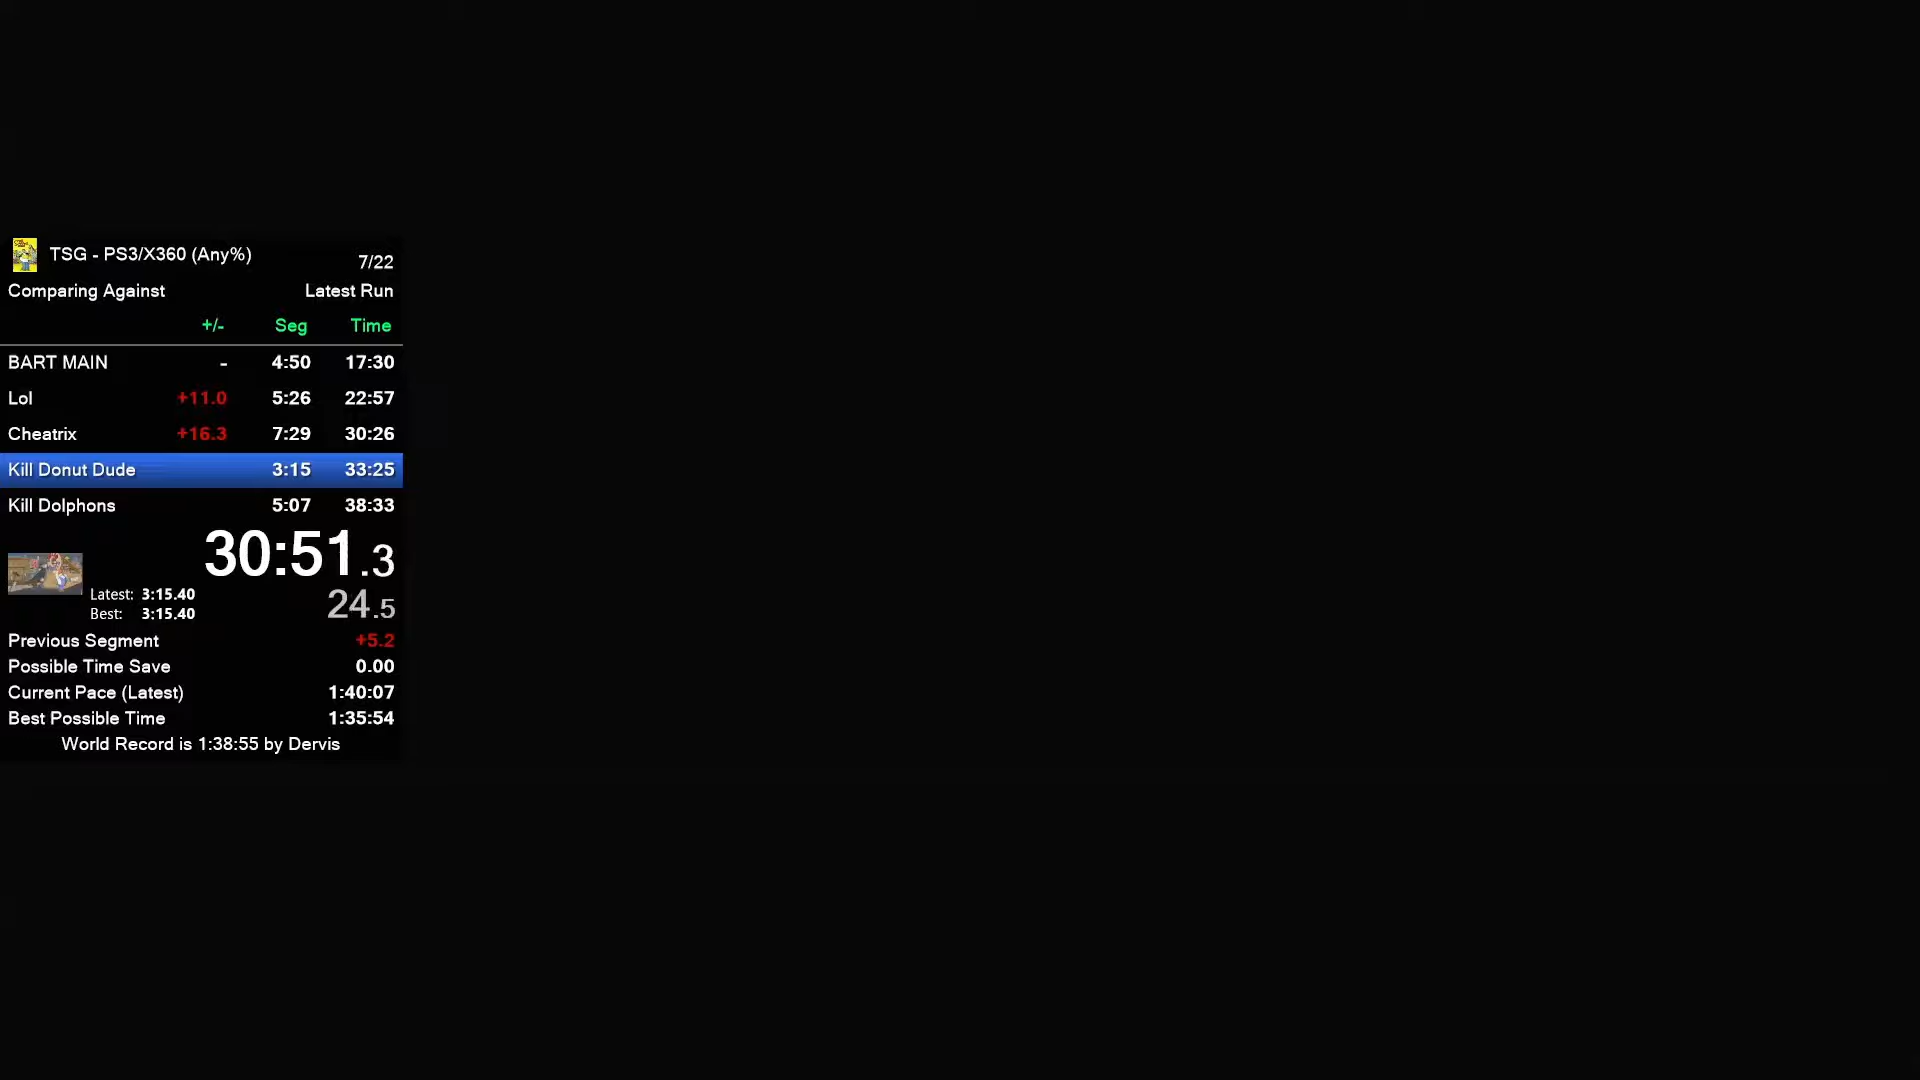 TSG - PS3/X360 (Any%)
7/22
Comparing Against Latest Run
+/- Seg Time
BART MAIN - 4:50 17:30
Lol +11.0 5:26 22:57
Cheatrix +16.3 7:29 30:26
Kill Donut Dude 3:15 33:25
Kill Dolphons 5:07 38:33
30:51.3
Latest: 3:15.40
24.5
Best: 3:15.40
Previous Segment +5.2
Possible Time Save 0.00
Current Pace (Latest) 1:40:07
Best Possible Time 1:35:54
World Record is 1:38:55 by Dervis